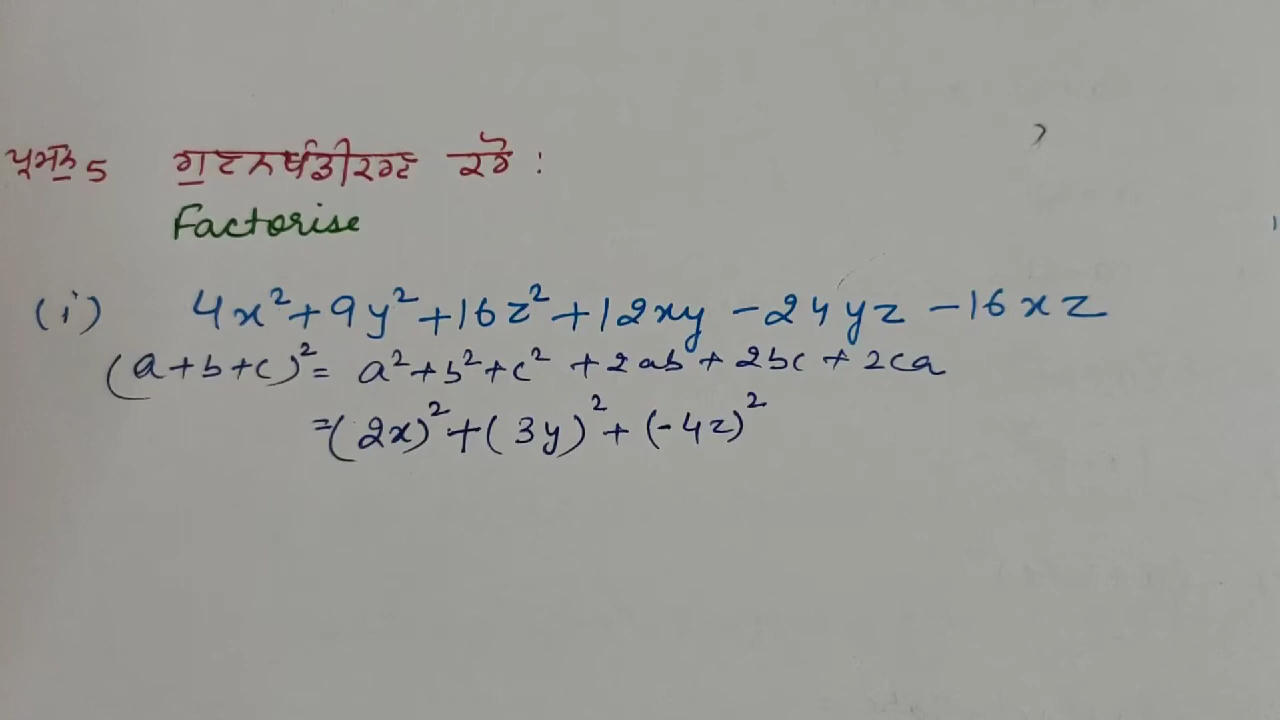 ਪ੍ਰਸ਼ਨ 5 ਗੁਣਨਖੰਡੀਕਰਣ ਕਰੋ :
Factorise
(i) 4x²+9y²+16z²+12xy-24yz-16xz
(a+b+c)²= a²+b²+c²+2ab+2bc+2ca
=(2x)²+(3y)²+(-4z)²